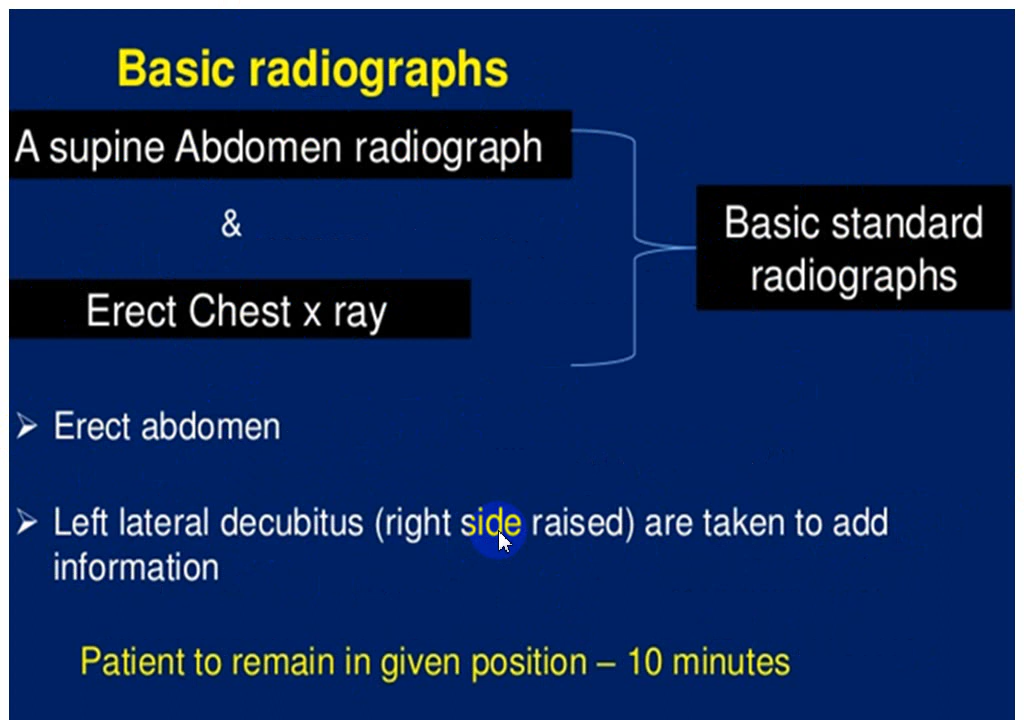 Basic radiographs
A supine Abdomen radiograph
&
Erect Chest x ray
Basic standard
radiographs
➢ Erect abdomen
➢ Left lateral decubitus (right side raised) are taken to add
information
Patient to remain in given position – 10 minutes